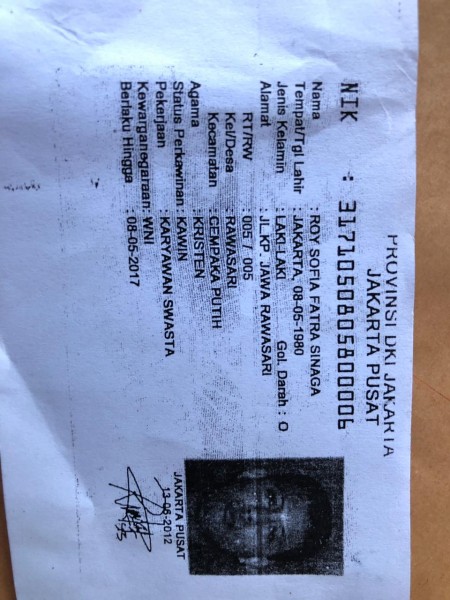 PROVINSI DKI JAKARTA
JAKARTA PUSAT
NIK : 3171050805800006
Nama : ROY SOFIA FATRA SINAGA
Tempat/Tgl Lahir : JAKARTA, 08-05-1980
Jenis Kelamin : LAKI-LAKI Gol. Darah : O
Alamat : JL.KP. JAWA RAWASARI
RT/RW : 005 / 005
Kel/Desa : RAWASARI
Kecamatan : CEMPAKA PUTIH
Agama : KRISTEN
Status Perkawinan : KAWIN
Pekerjaan : KARYAWAN SWASTA
Kewarganegaraan: WNI
Berlaku Hingga : 08-05-2017
JAKARTA PUSAT
13-06-2012